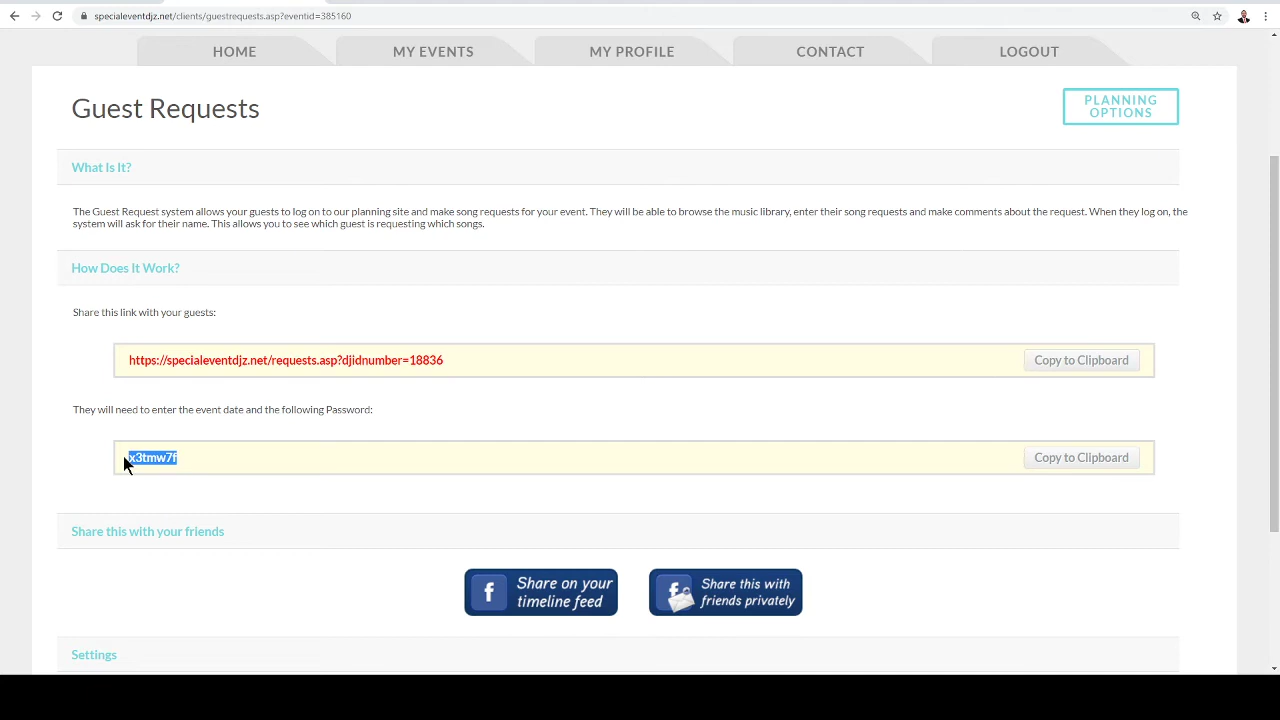 specialeventdjz.net/clients/guestrequests.asp?eventid=385160
HOME
MY EVENTS
MY PROFILE
CONTACT
LOGOUT
Guest Requests
PLANNING
OPTIONS
What Is It?
The Guest Request system allows your guests to log on to our planning site and make song requests for your event. They will be able to browse the music library, enter their song requests and make comments about the request. When they log on, the
system will ask for their name. This allows you to see which guest is requesting which songs.
How Does It Work?
Share this link with your guests:
https://specialeventdjz.net/requests.asp?djidnumber=18836
Copy to Clipboard
They will need to enter the event date and the following Password:
x3tmw7f
Copy to Clipboard
Share this with your friends
f Share on your
timeline feed
f Share this with
friends privately
Settings